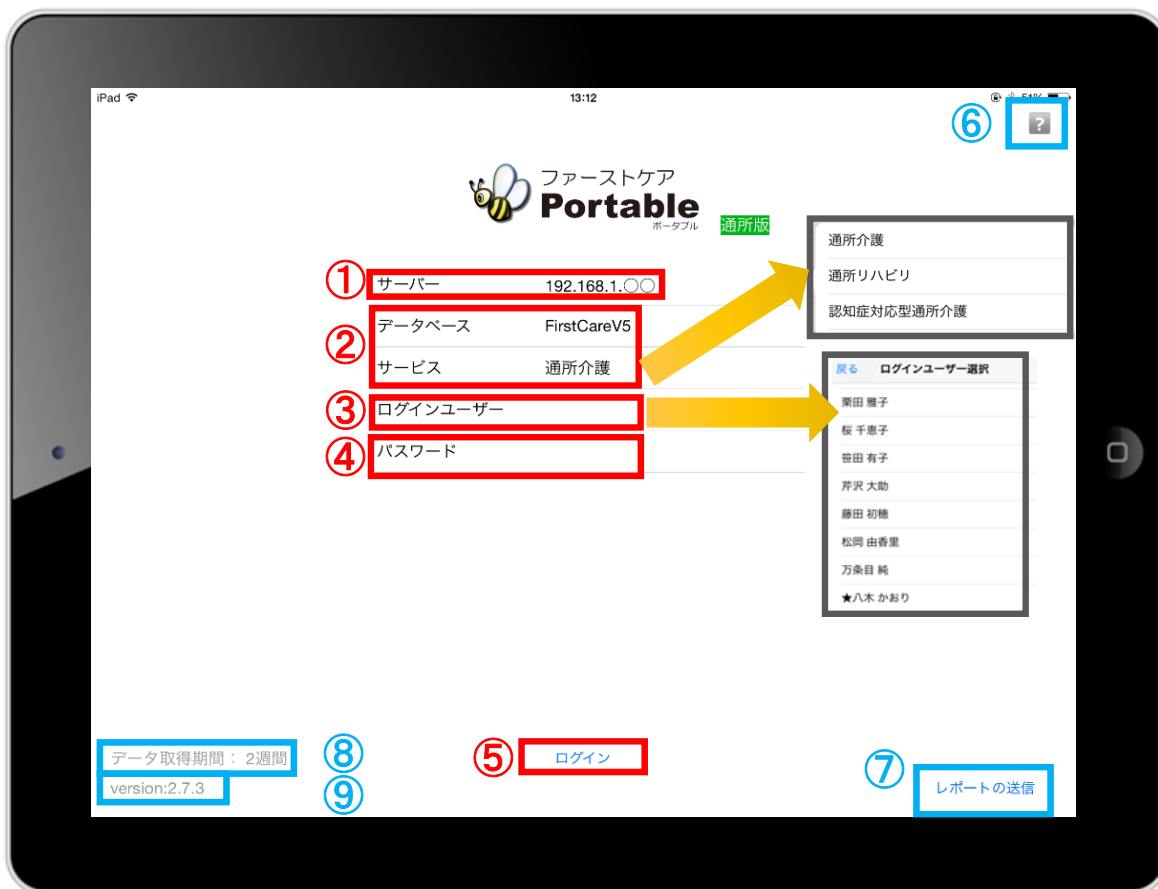 iPad 13:12 51%
⑥ ?
ファーストケア
Portable
ポータブル 通所版
① サーバー 192.168.1.○○
② データベース FirstCareV5
サービス 通所介護
③ ログインユーザー
④ パスワード
通所介護
通所リハビリ
認知症対応型通所介護
戻る ログインユーザー選択
栗田 雅子
桜 千恵子
笹田 有子
芹沢 大助
藤田 初穂
松岡 由香里
万条目 純
★八木 かおり
データ取得期間： 2週間 ⑧
version:2.7.3 ⑨
⑤ ログイン
⑦ レポートの送信